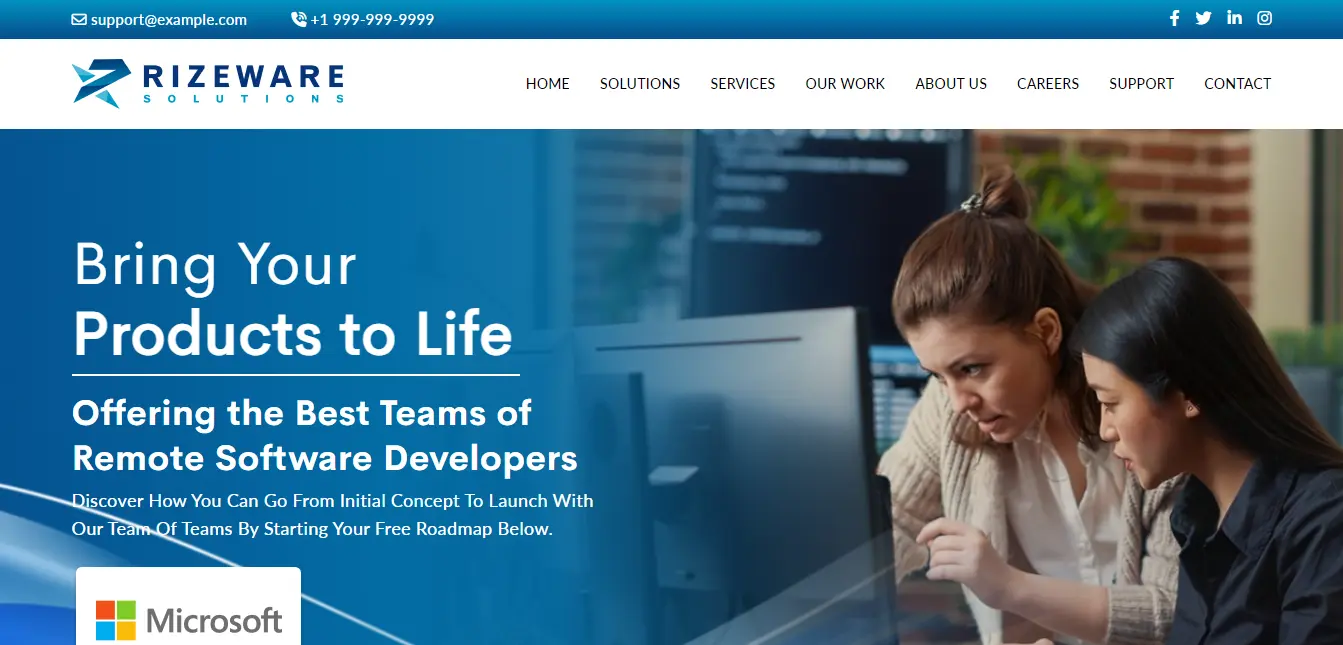 support@example.com +1 999-999-9999
RIZEWARE
SOLUTIONS
HOME SOLUTIONS SERVICES OUR WORK ABOUT US CAREERS SUPPORT CONTACT
Bring Your
Products to Life
Offering the Best Teams of
Remote Software Developers
Discover How You Can Go From Initial Concept To Launch With
Our Team Of Teams By Starting Your Free Roadmap Below.
Microsoft